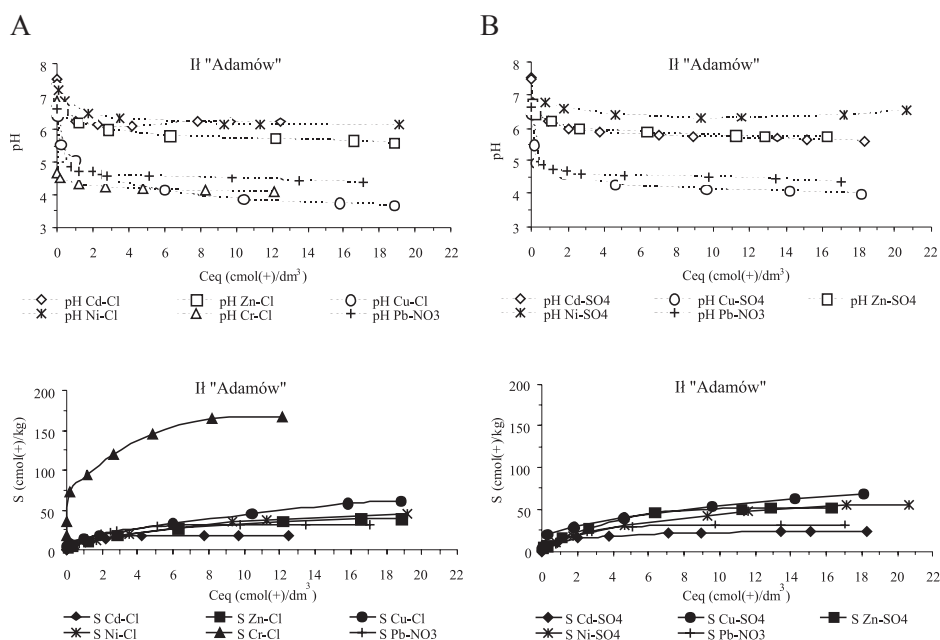 A
Ił "Adamów"
8
7
6
5
4
3
pH
0 2 4 6 8 10 12 14 16 18 20 22
Ceq (cmol(+)/dm³)
pH Cd-Cl pH Zn-Cl pH Cu-Cl
pH Ni-Cl pH Cr-Cl pH Pb-NO3
B
Ił "Adamów"
8
7
6
5
4
3
pH
0 2 4 6 8 10 12 14 16 18 20 22
Ceq (cmol(+)/dm³)
pH Cd-SO4 pH Cu-SO4 pH Zn-SO4
pH Ni-SO4 pH Pb-NO3
Ił "Adamów"
200
150
100
50
0
S (cmol(+)/kg)
0 2 4 6 8 10 12 14 16 18 20 22
Ceq (cmol(+)/dm³)
S Cd-Cl S Zn-Cl S Cu-Cl
S Ni-Cl S Cr-Cl S Pb-NO3
Ił "Adamów"
200
150
100
50
0
S (cmol(+)/kg)
0 2 4 6 8 10 12 14 16 18 20 22
Ceq (cmol(+)/dm³)
S Cd-SO4 S Cu-SO4 S Zn-SO4
S Ni-SO4 S Pb-NO3